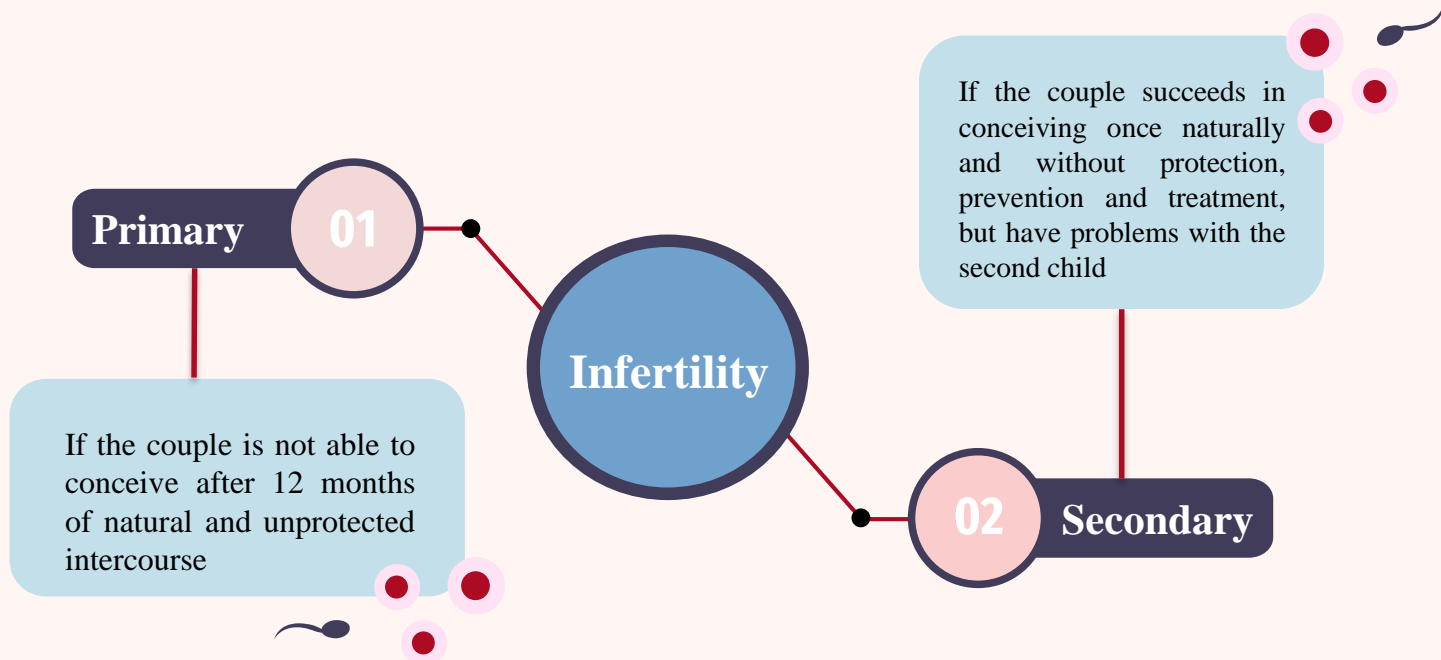 Primary
01
If the couple is not able to
conceive after 12 months
of natural and unprotected
intercourse
Infertility
If the couple succeeds in
conceiving once naturally
and without protection,
prevention and treatment,
but have problems with the
second child
02
Secondary